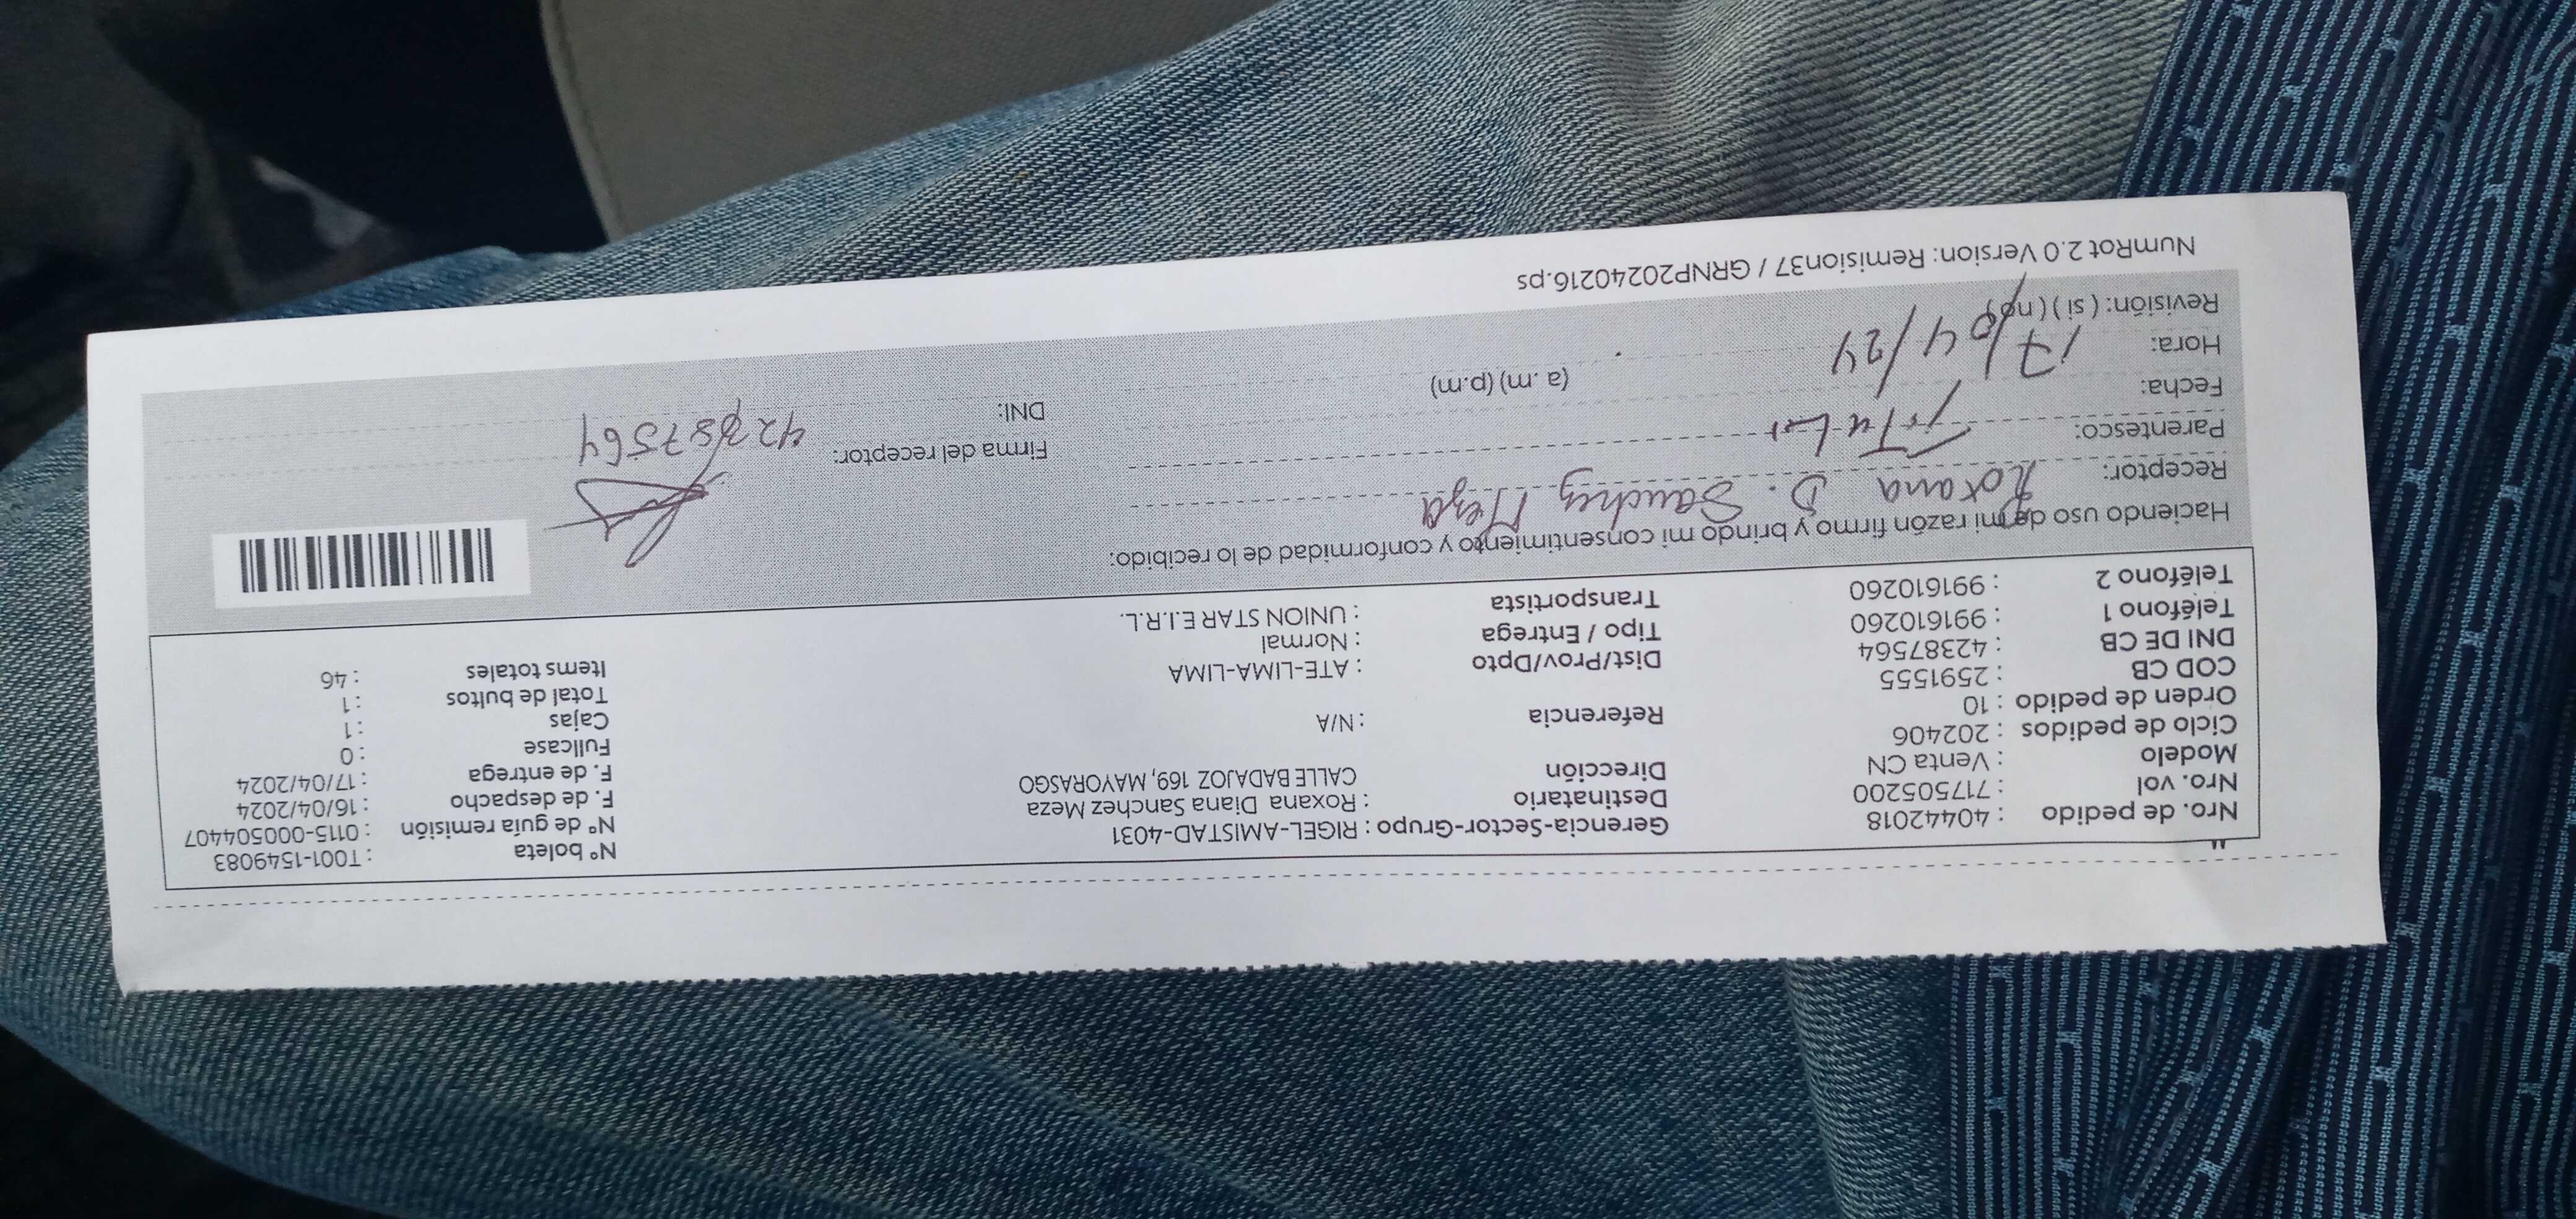 Nro. de pedido : 40442018 Gerencia-Sector-Grupo : RIGEL-AMISTAD-4031 N° boleta : T001-1549083
Nro. vol : 717505200 Destinatario : Roxana Diana Sanchez Meza N° de guía remisión : 0115-000504407
Modelo : Venta CN Dirección CALLE BADAJOZ 169, MAYORASGO F. de despacho : 16/04/2024
Ciclo de pedidos : 202406 F. de entrega : 17/04/2024
Orden de pedido : 10 Referencia : N/A Fullcase : 0
COD CB : 2591555 Cajas : 1
DNI DE CB : 42387564 Dist/Prov/Dpto : ATE-LIMA-LIMA Total de bultos : 1
Teléfono 1 : 991610260 Tipo / Entrega : Normal Items totales : 46
Teléfono 2 : 991610260 Transportista : UNION STAR E.I.R.L.
Haciendo uso de mi razón firmo y brindo mi consentimiento y conformidad de lo recibido:
Receptor: Roxana D. Sanchez Meza
Parentesco: Titular Firma del receptor:
Fecha: 17/04/24 DNI: 42387564
Hora: (a .m) (p.m)
Revisión: ( si ) ( no )
NumRot 2.0 Version: Remision37 / GRNP20240216.ps